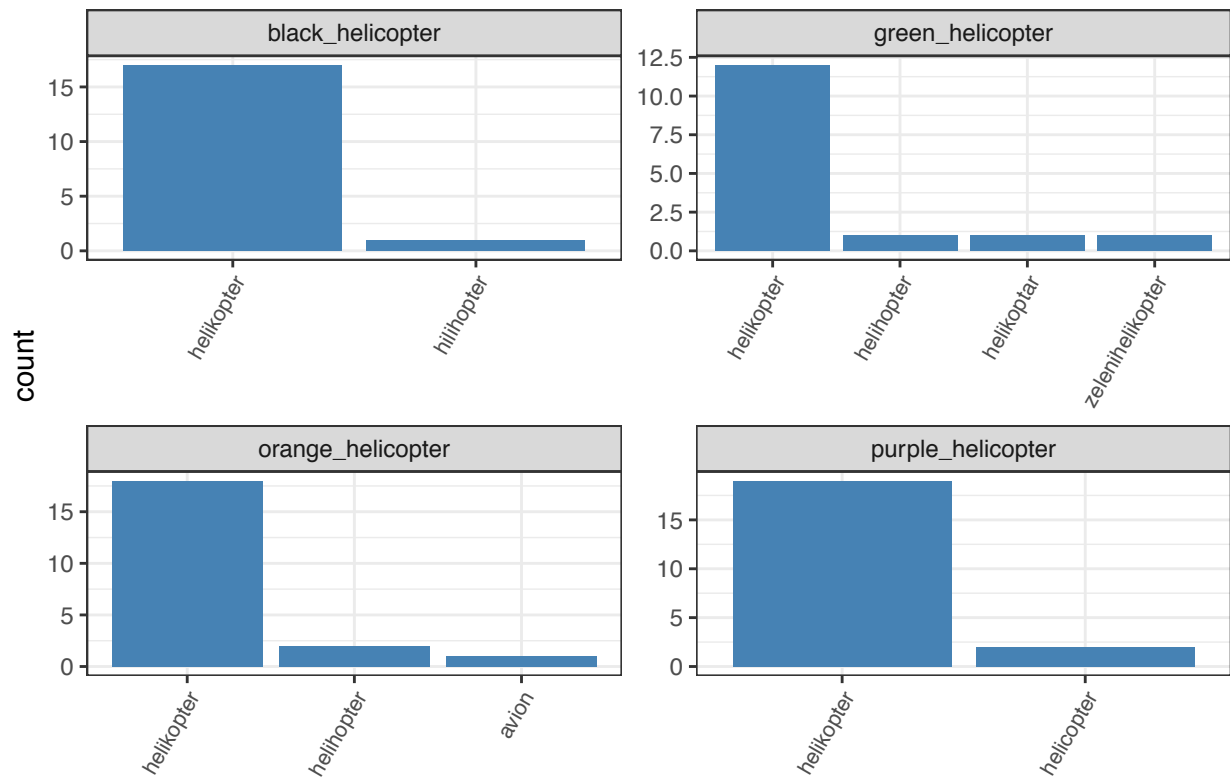 black_helicopter
15
10
5
0
helikopter
hilihopter
green_helicopter
12.5
10.0
7.5
5.0
2.5
0.0
helikopter
helihopter
helikoptar
zelenihelikopter
count
orange_helicopter
15
10
5
0
helikopter
helihopter
avion
purple_helicopter
15
10
5
0
helikopter
helicopter